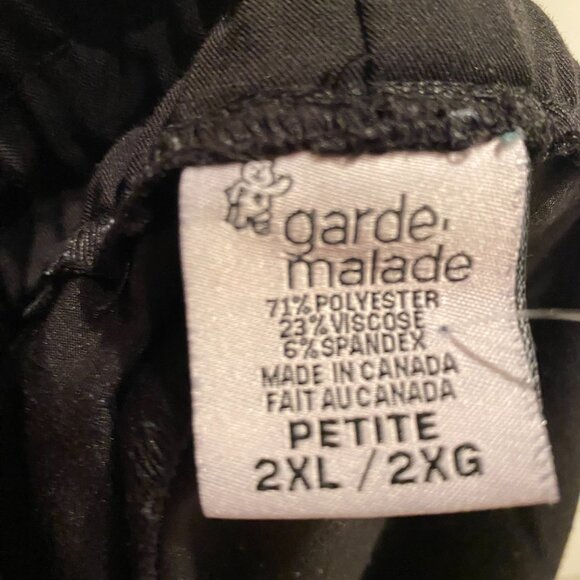 garde-
malade
71% POLYESTER
23% VISCOSE
6% SPANDEX
MADE IN CANADA
FAIT AU CANADA
PETITE
2XL / 2XG